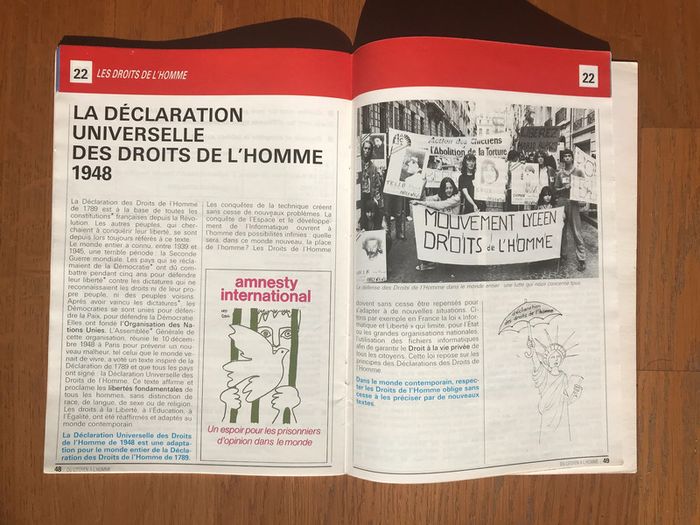 22 LES DROITS DE L'HOMME
LA DÉCLARATION
UNIVERSELLE
DES DROITS DE L'HOMME
1948
La Déclaration des Droits de l'Homme
de 1789 est à la base de toutes les
constitutions* françaises depuis la Révo-
lution. Les autres peuples, qui cher-
chaient à conquérir leur liberté, se sont
depuis lors toujours référés à ce texte.
Le monde entier a connu, entre 1939 et
1945, une terrible période : la Seconde
Guerre mondiale. Les pays qui se récla-
maient de la Démocratie* ont dû com-
battre pendant cinq ans pour défendre
leur liberté* contre les dictatures qui ne
reconnaissaient les droits ni de leur pro-
pre peuple, ni des peuples voisins.
Après avoir vaincu les dictatures*, les
Démocraties se sont unies pour défen-
dre la Paix, pour défendre la Démocratie.
Elles ont fondé l'Organisation des Na-
tions Unies. L'Assemblée* Générale de
cette organisation, réunie le 10 décem-
bre 1948 à Paris pour prévenir un nou-
veau malheur, tel celui que le monde ve-
nait de vivre, a voté un texte inspiré de la
Déclaration de 1789 et que tous les pays
ont signé : la Déclaration Universelle des
Droits de l'Homme. Ce texte affirme et
proclame les libertés fondamentales de
tous les hommes, sans distinction de
race, de langue, de sexe ou de religion.
Les droits à la Liberté, à l'Éducation, à
l'Égalité, ont été réaffirmés et adaptés au
monde contemporain.
La Déclaration Universelle des Droits
de l'Homme de 1948 est une adapta-
tion pour le monde entier de la Décla-
ration des Droits de l'Homme de 1789.
48 DU CITOYEN A L'HOMME
Les conquêtes de la technique créent
sans cesse de nouveaux problèmes. La
conquête de l'Espace et le développe-
ment de l'Informatique ouvrent à
l'homme des possibilités infinies : quelle
sera, dans ce monde nouveau, la place
de l'homme ? Les Droits de l'Homme
amnesty
international
Un espoir pour les prisonniers
d'opinion dans le monde
22
Action des Chrétiens
l'Abolition de la Torture
LIBEREZ
MOUVEMENT LYCEEN
DROITS de L'HOMME
La défense des Droits de l'Homme dans le monde entier : une lutte qui nous concerne tous.
doivent sans cesse être repensés pour
s'adapter à de nouvelles situations. Ci-
tons par exemple en France la loi « Infor-
matique et Liberté » qui limite, pour l'État
ou les grandes organisations nationales,
l'utilisation des fichiers informatiques
afin de garantir le Droit à la vie privée de
tous les citoyens. Cette loi repose sur les
principes des Déclarations des Droits de
l'Homme.
Dans le monde contemporain, respec-
ter les Droits de l'Homme oblige sans
cesse à les préciser par de nouveaux
textes.
déclaration
des droits de l'homme
DU CITOYEN A L'HOMME 49